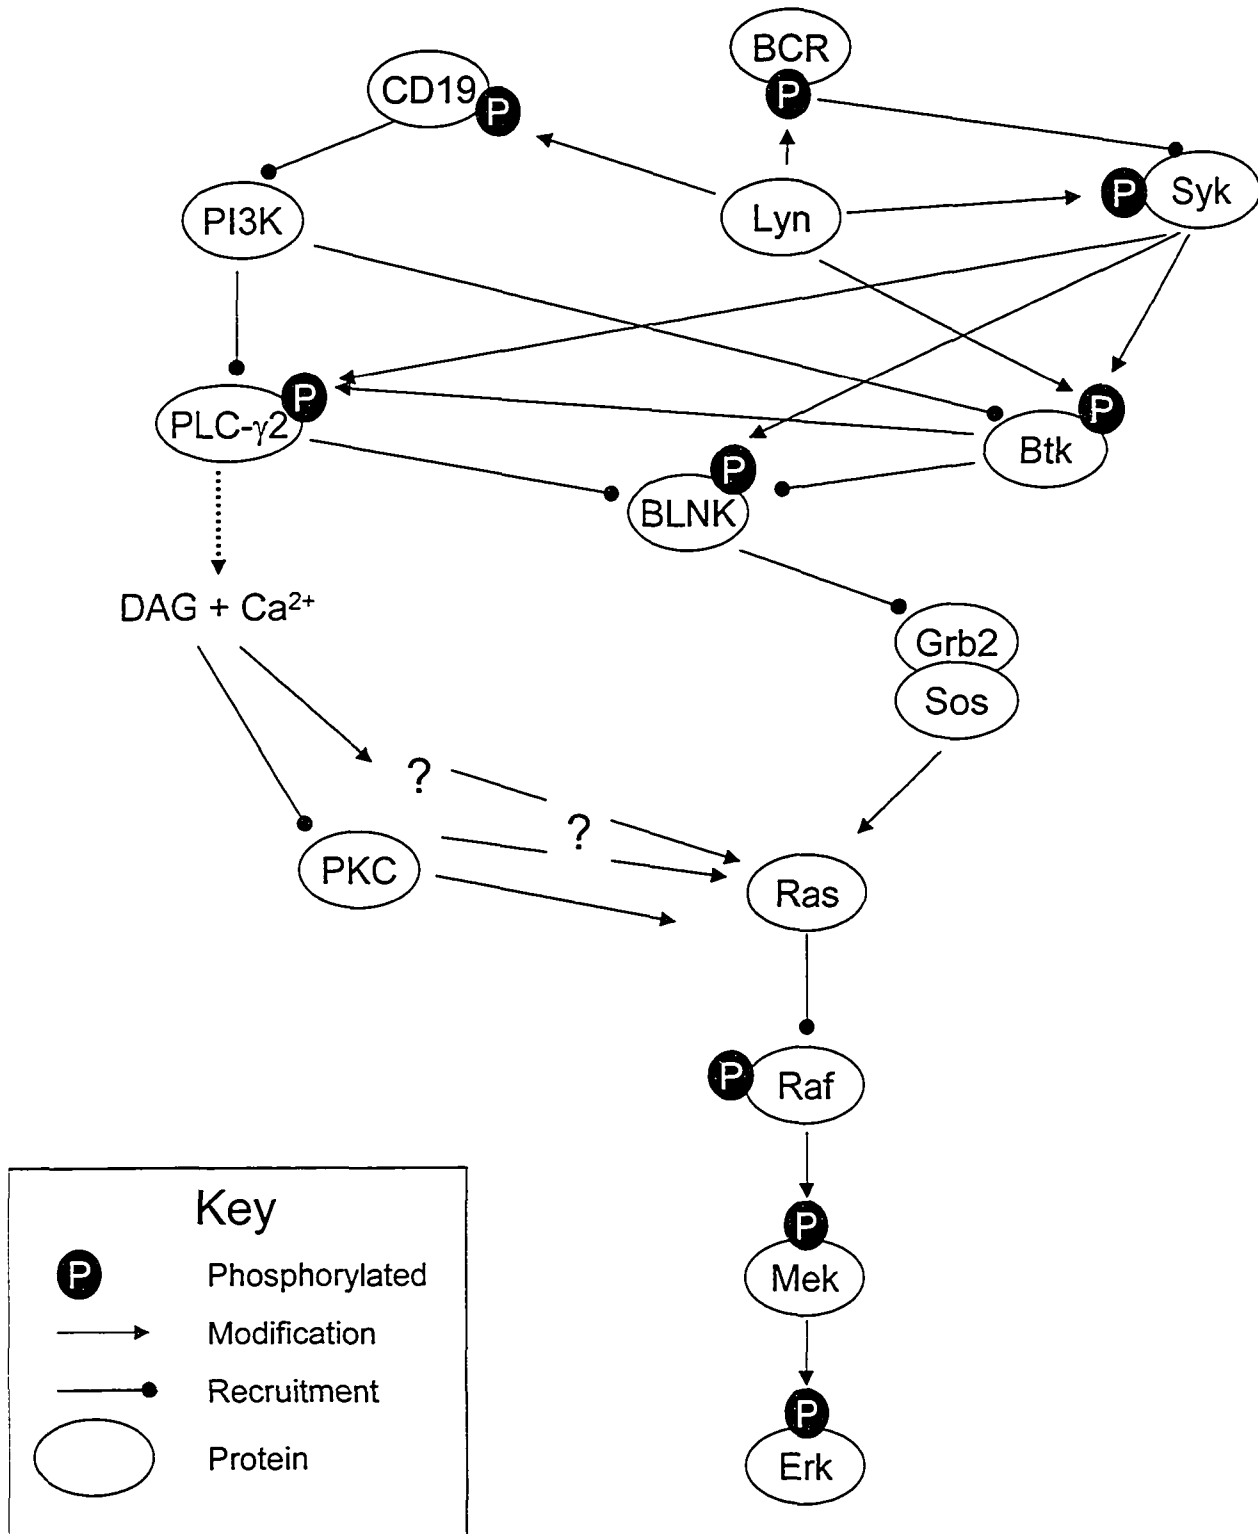 BCR
P
CD19
P
P
Syk
PI3K
Lyn
P
P
PLC-γ2
Btk
P
BLNK
DAG + Ca²⁺
Grb2
Sos
?
?
PKC
Ras
P
Raf
P
Mek
P
Erk
Key
P Phosphorylated
Modification
Recruitment
Protein